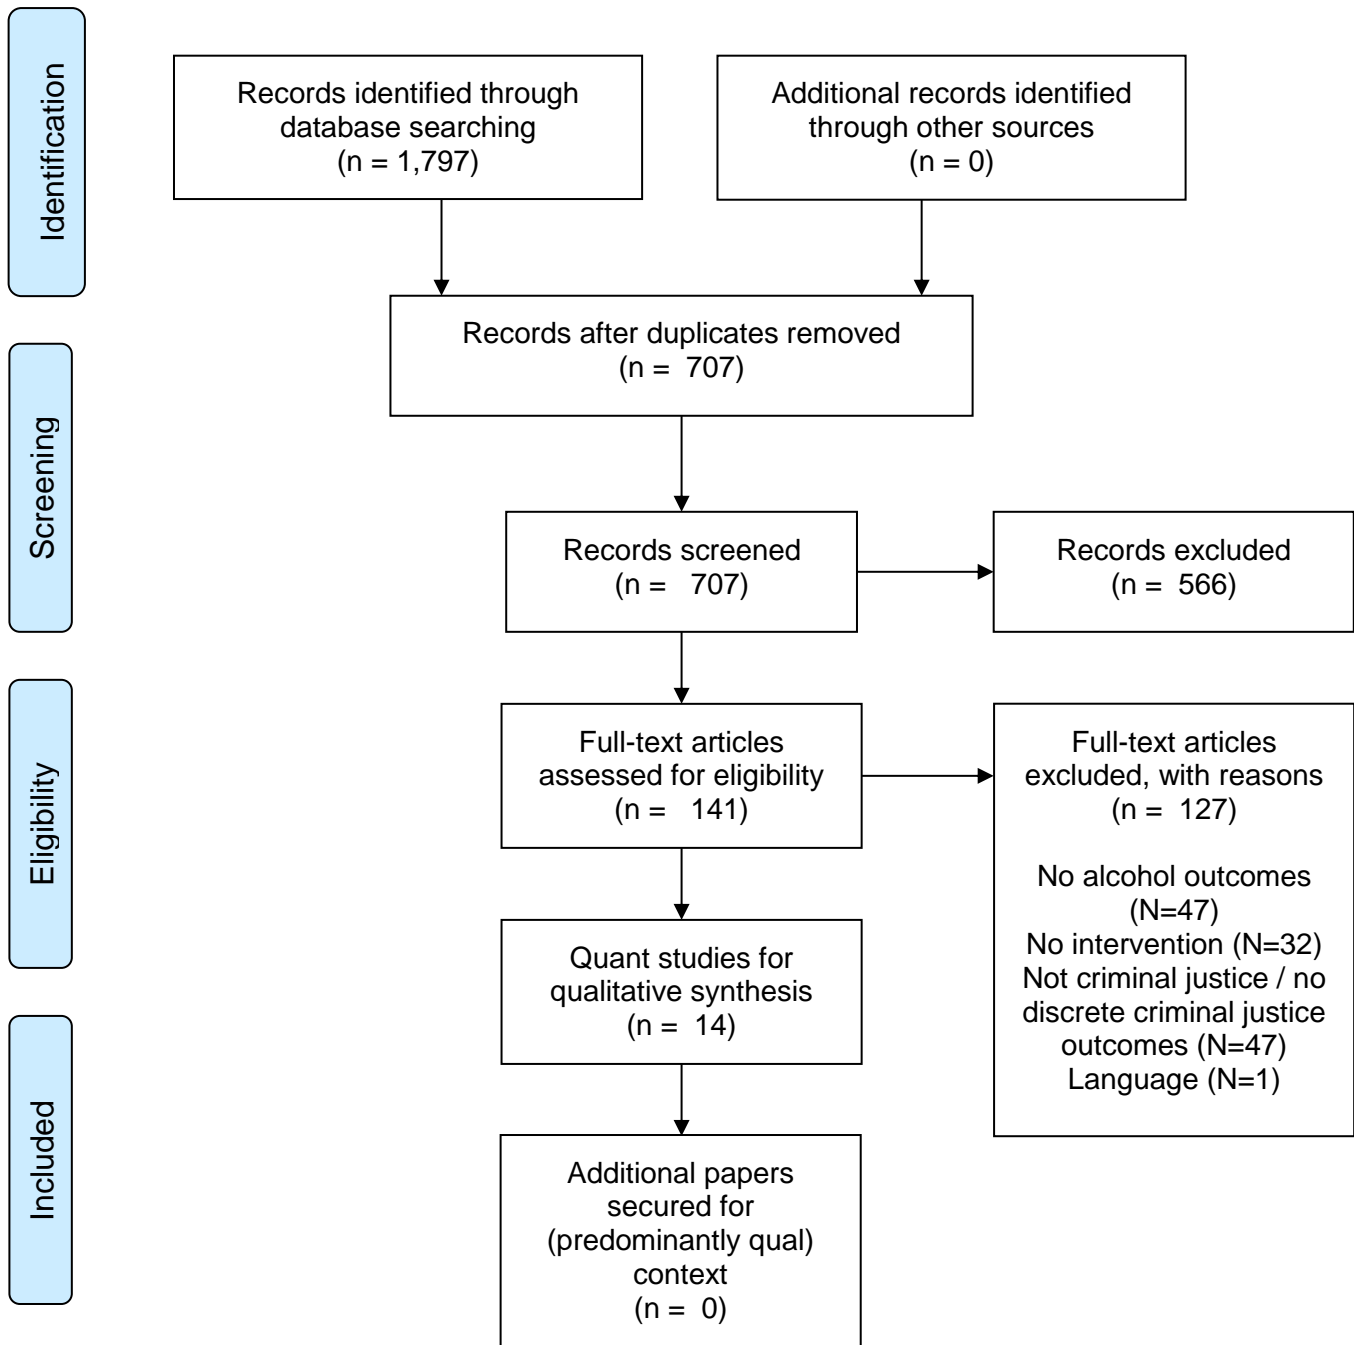 Identification
Records identified through
database searching
(n = 1,797)
Additional records identified
through other sources
(n = 0)
Records after duplicates removed
(n = 707)
Screening
Records screened
(n = 707)
Records excluded
(n = 566)
Eligibility
Full-text articles
assessed for eligibility
(n = 141)
Full-text articles
excluded, with reasons
(n = 127)
No alcohol outcomes
(N=47)
No intervention (N=32)
Not criminal justice / no
discrete criminal justice
outcomes (N=47)
Language (N=1)
Quant studies for
qualitative synthesis
(n = 14)
Included
Additional papers
secured for
(predominantly qual)
context
(n = 0)